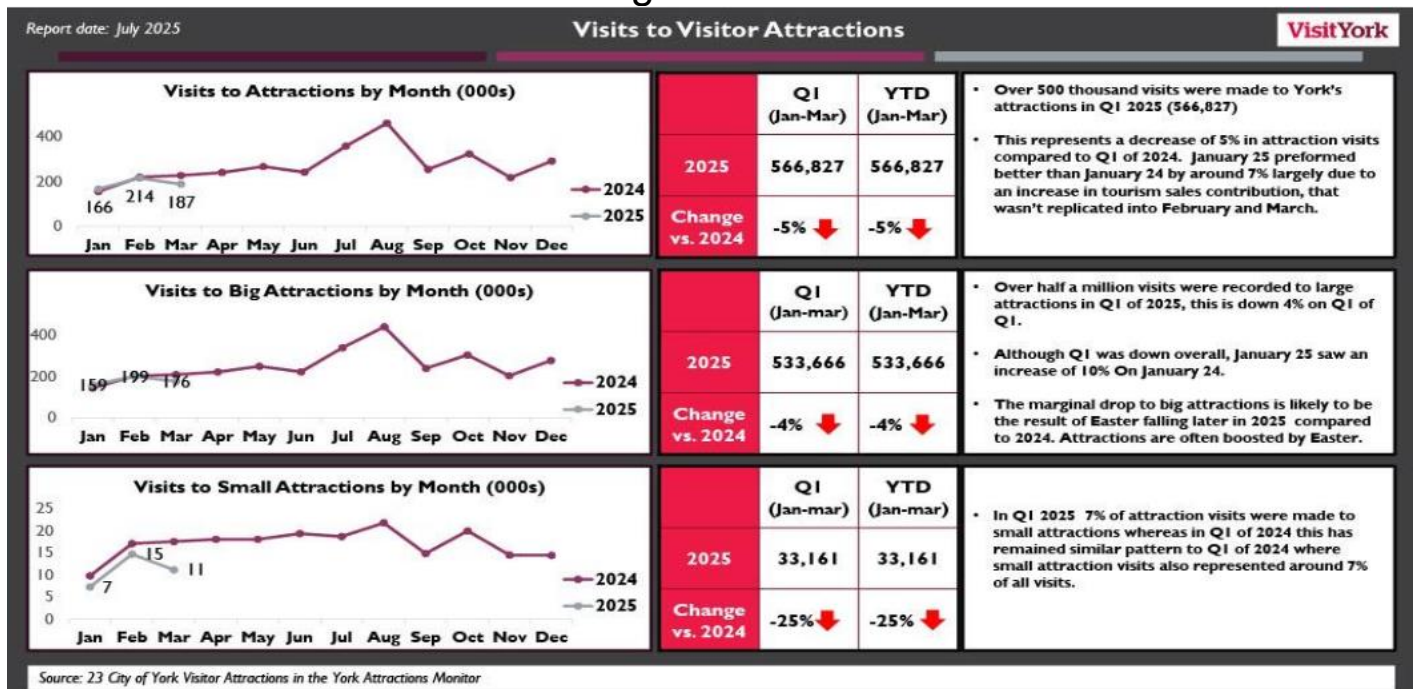 Report date: July 2025
Visits to Visitor Attractions
VisitYork
Visits to Attractions by Month (000s)
400
200
0
166
214
187
Jan Feb Mar Apr May Jun Jul Aug Sep Oct Nov Dec
2024
2025
Q1 YTD
(Jan-Mar) (Jan-Mar)
2025 566,827 566,827
Change
vs. 2024 -5% -5%
• Over 500 thousand visits were made to York's
attractions in Q1 2025 (566,827)
• This represents a decrease of 5% in attraction visits
compared to Q1 of 2024. January 25 preformed
better than January 24 by around 7% largely due to
an increase in tourism sales contribution, that
wasn't replicated into February and March.
Visits to Big Attractions by Month (000s)
400
200
0
159
199
176
Jan Feb Mar Apr May Jun Jul Aug Sep Oct Nov Dec
2024
2025
Q1 YTD
(Jan-mar) (Jan-Mar)
2025 533,666 533,666
Change
vs. 2024 -4% -4%
• Over half a million visits were recorded to large
attractions in Q1 of 2025, this is down 4% on Q1 of
Q1.
• Although Q1 was down overall, January 25 saw an
increase of 10% On January 24.
• The marginal drop to big attractions is likely to be
the result of Easter falling later in 2025 compared
to 2024. Attractions are often boosted by Easter.
Visits to Small Attractions by Month (000s)
25
20
15
10
5
0
7
15
11
Jan Feb Mar Apr May Jun Jul Aug Sep Oct Nov Dec
2024
2025
Q1 YTD
(Jan-mar) (Jan-mar)
2025 33,161 33,161
Change
vs. 2024 -25% -25%
• In Q1 2025 7% of attraction visits were made to
small attractions whereas in Q1 of 2024 this has
remained similar pattern to Q1 of 2024 where
small attraction visits also represented around 7%
of all visits.
Source: 23 City of York Visitor Attractions in the York Attractions Monitor